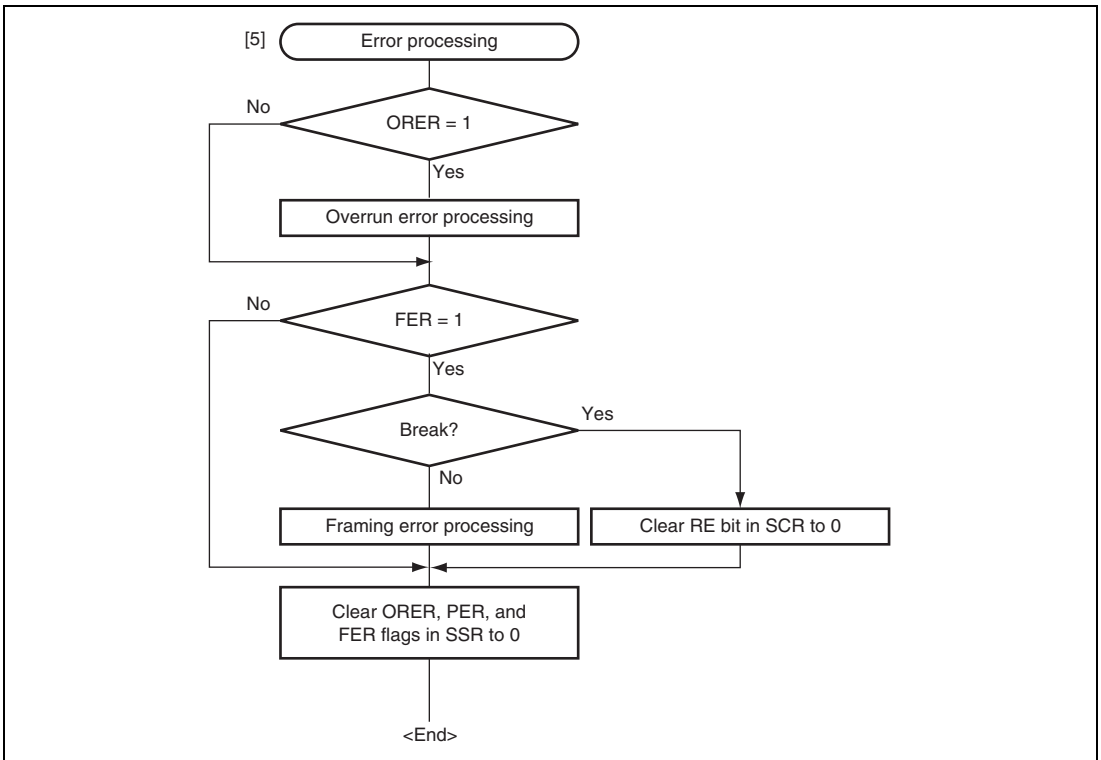 [5] Error processing
No
ORER = 1
Yes
Overrun error processing
No
FER = 1
Yes
Break?
Yes
No
Framing error processing
Clear RE bit in SCR to 0
Clear ORER, PER, and
FER flags in SSR to 0
<End>